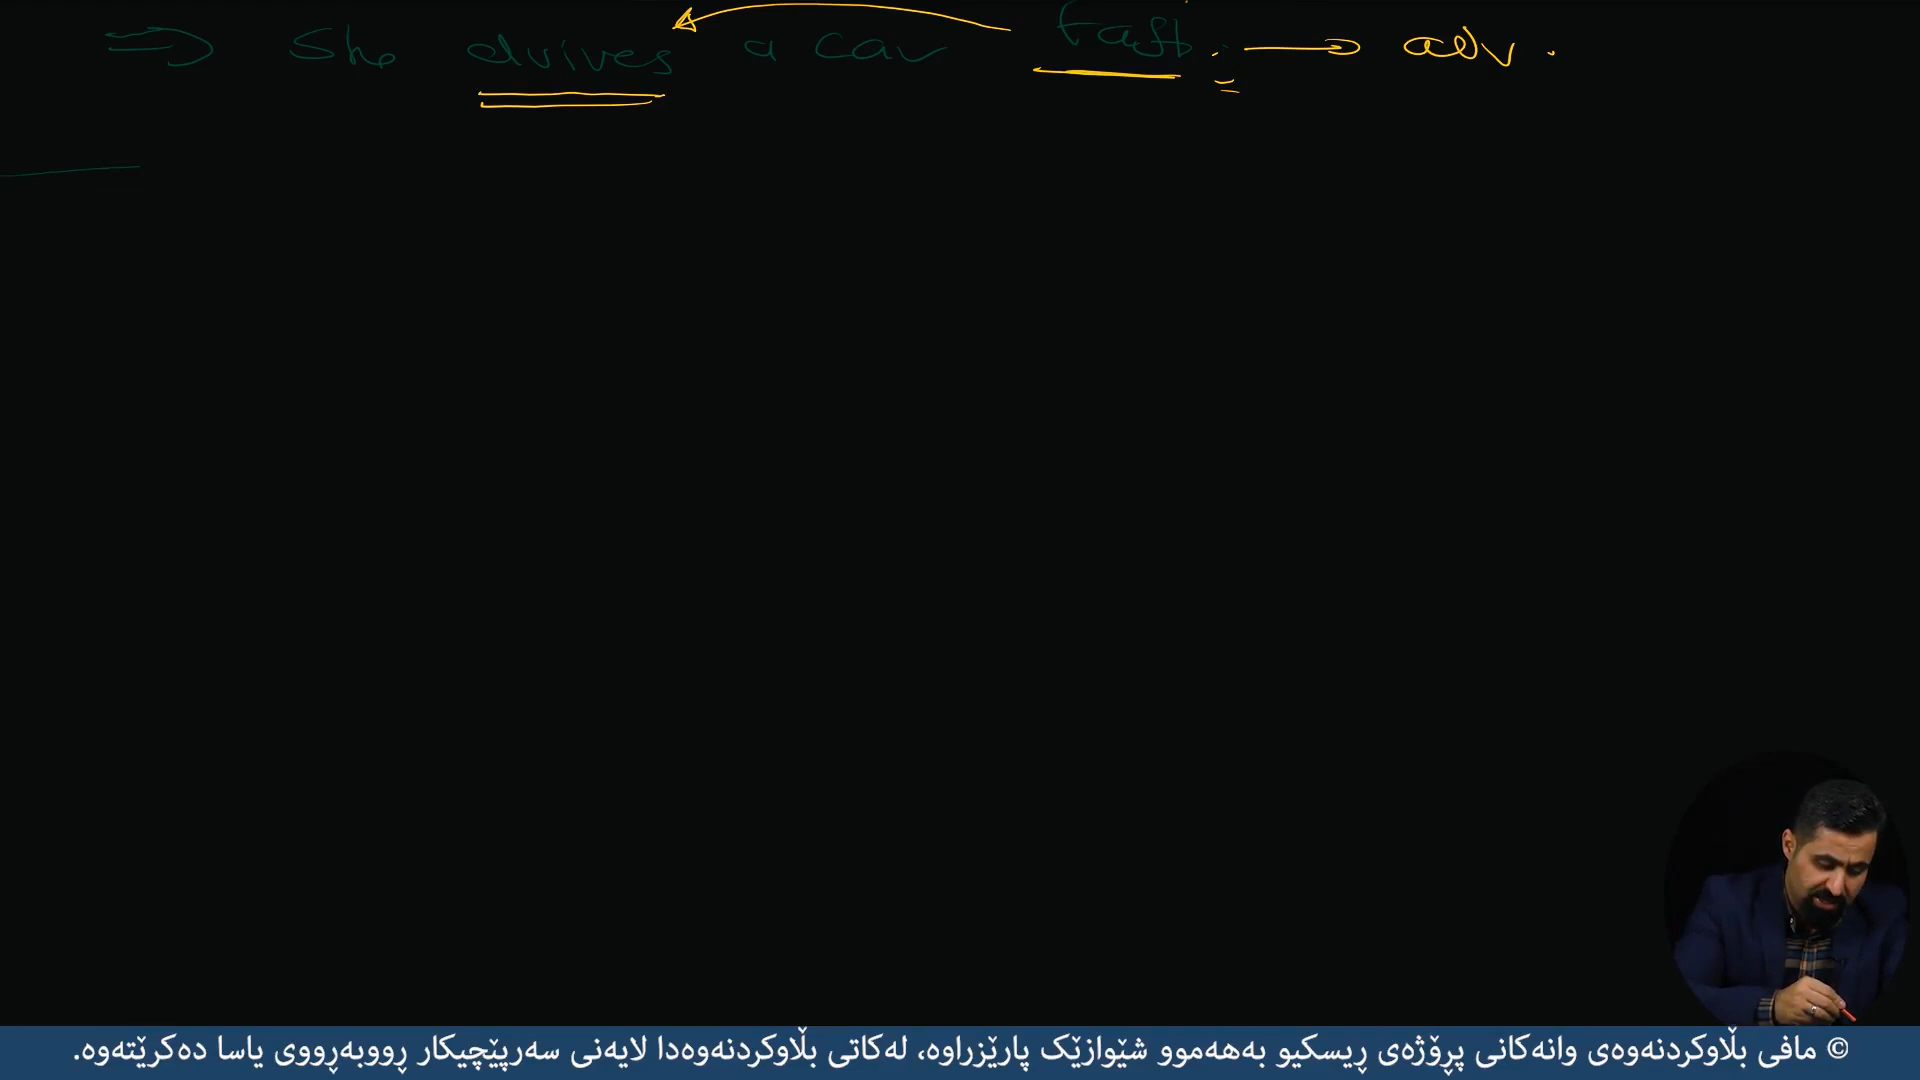 ⇒ She drives a car fast. → adv.
© مافی بڵاوکردنەوەی وانەکانی پڕۆژەی ڕیسکیو بەهەموو شێوازێک پارێزراوە، لەکاتی بڵاوکردنەوەدا لایەنی سەرپێچیکار ڕووبەڕووی یاسا دەکرێتەوە.